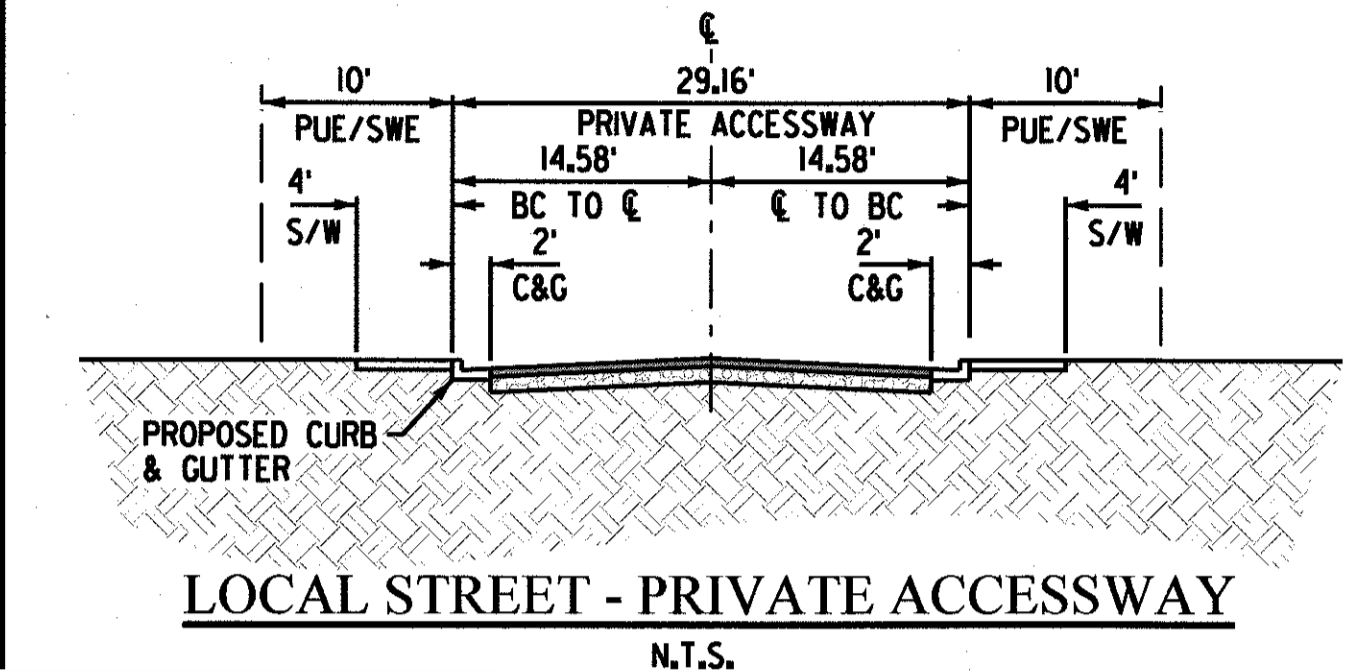 ℄
10' 29.16' 10'
PUE/SWE PRIVATE ACCESSWAY PUE/SWE
14.58' 14.58'
4' BC TO ℄ ℄ TO BC 4'
S/W 2' 2' S/W
C&G C&G
PROPOSED CURB
& GUTTER
LOCAL STREET - PRIVATE ACCESSWAY
N.T.S.